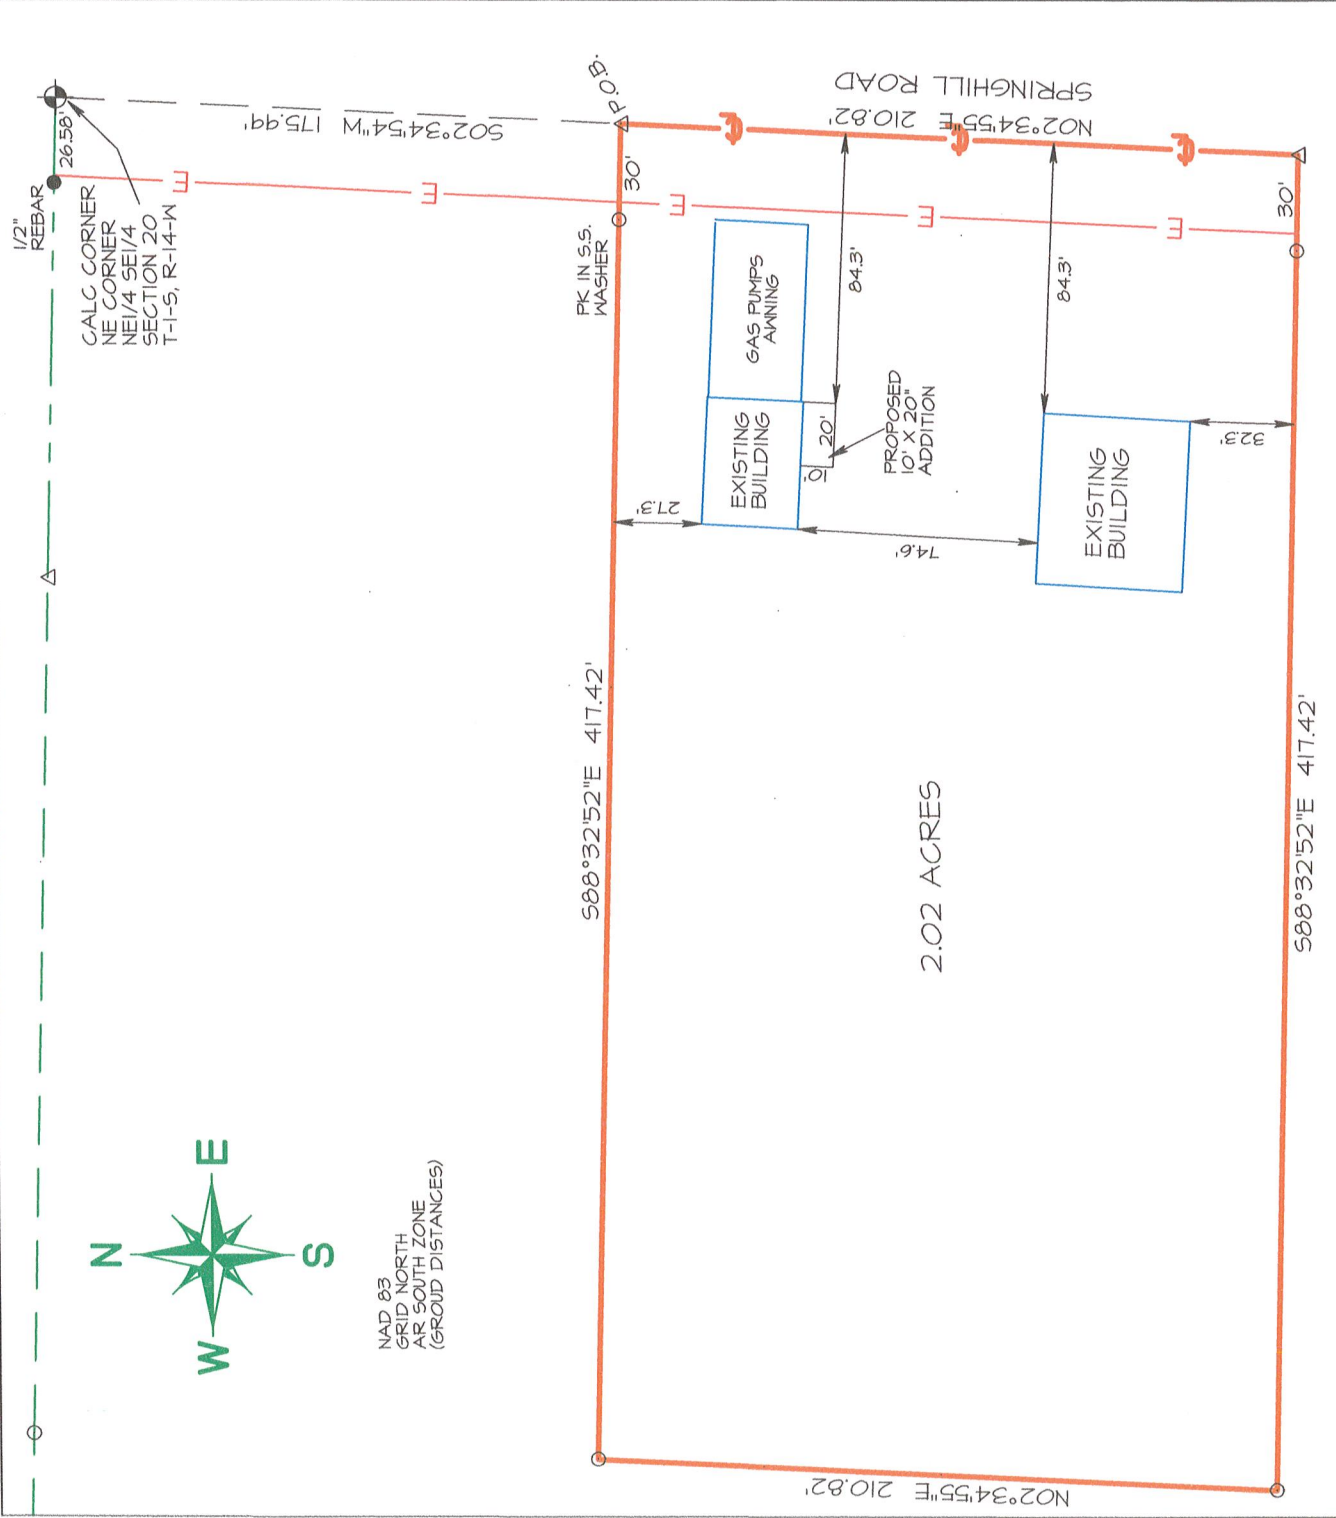 1/2"
REBAR
26.58'
CALC CORNER
NE CORNER
NE1/4 SE1/4
SECTION 20
T-1-S, R-14-W
S02°34'54"W 175.99'
P.O.B.
SPRINGHILL ROAD
N02°34'55"E 210.82'
E
E
E
E
E
30'
30'
PK IN S.S.
WASHER
GAS PUMPS
AWNING
84.3'
84.3'
EXISTING
BUILDING
20'
10'
PROPOSED
10' X 20"
ADDITION
27.3'
74.6'
EXISTING
BUILDING
32.3'
S88°32'52"E 417.42'
2.02 ACRES
S88°32'52"E 417.42'
N
W
E
S
NAD 83
GRID NORTH
AR SOUTH ZONE
(GROUD DISTANCES)
N02°34'55"E 210.82'